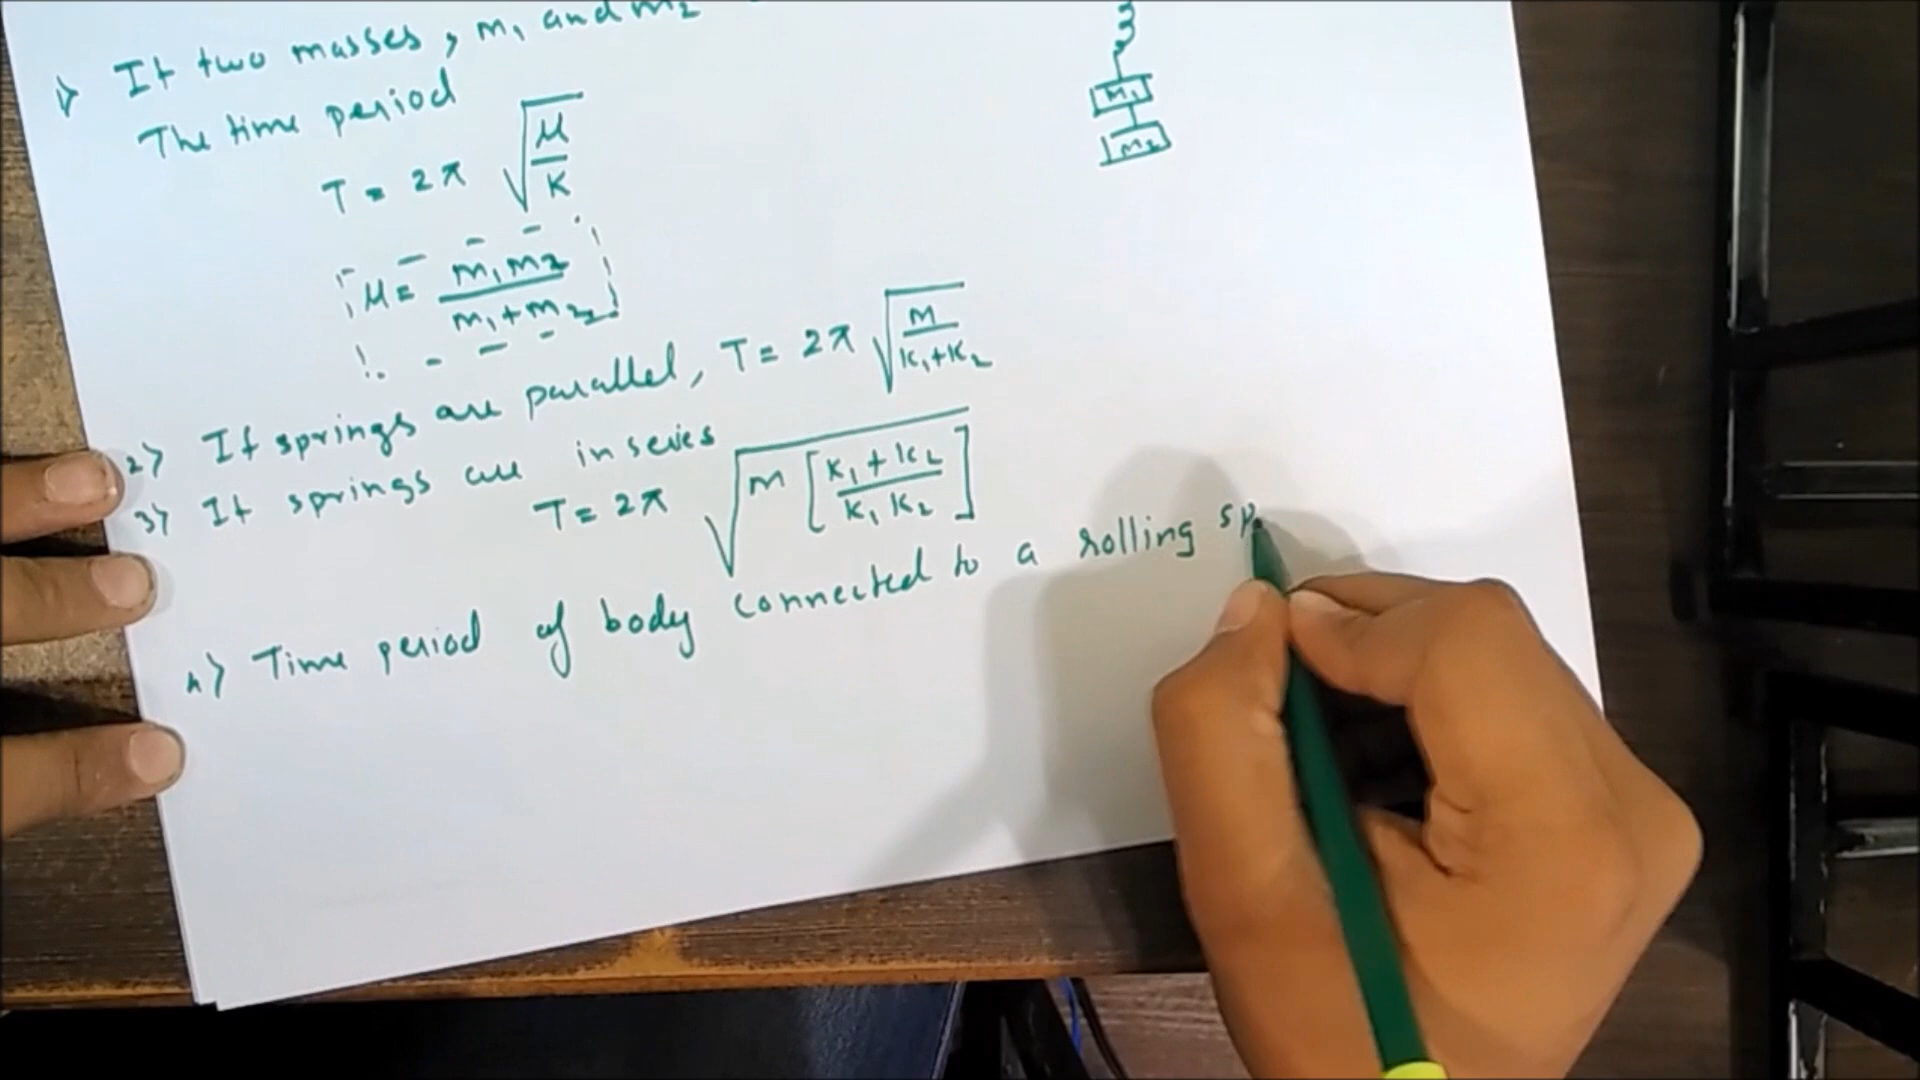 1) If two masses, m1 and m2
The time period
T = 2π √(μ/K)
μ = m1m2/(m1+m2)
2) If springs are parallel, T = 2π √(M/(K1+K2))
3) If springs are in series
T = 2π √(m[(K1+K2)/(K1K2)])
4) Time period of body connected to a rolling sp
M1
M2